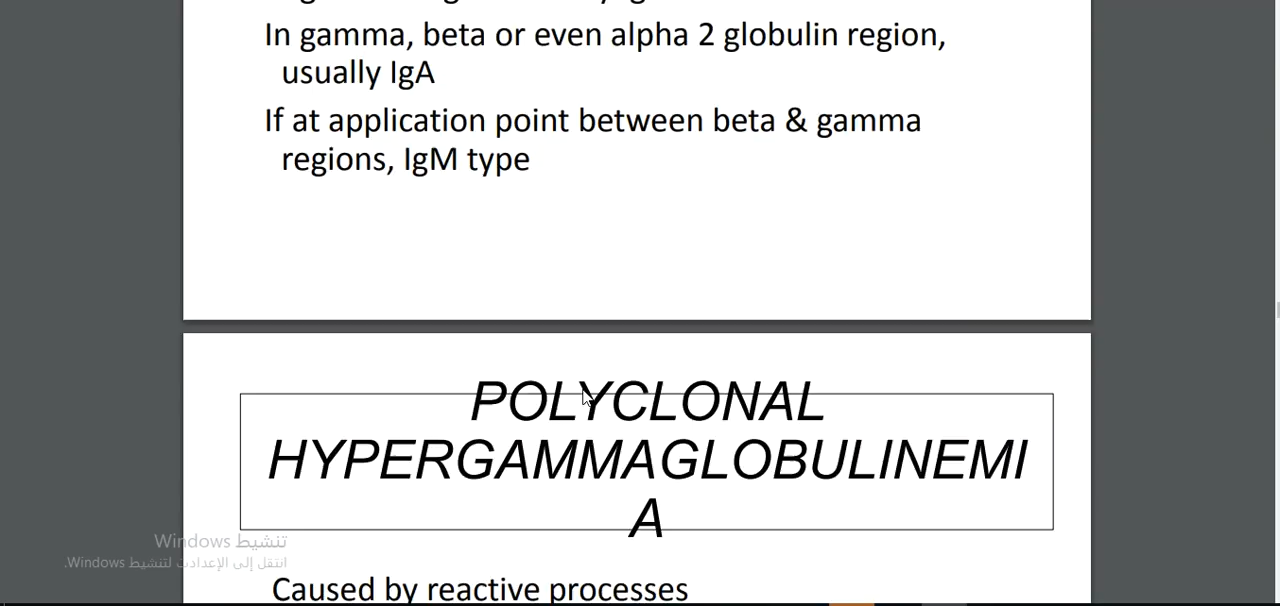 In gamma, beta or even alpha 2 globulin region,
usually IgA
If at application point between beta & gamma
regions, IgM type
POLYCLONAL
HYPERGAMMAGLOBULINEMI
A
تنشيط Windows
انتقل إلى الإعدادات لتنشيط Windows.
Caused by reactive processes